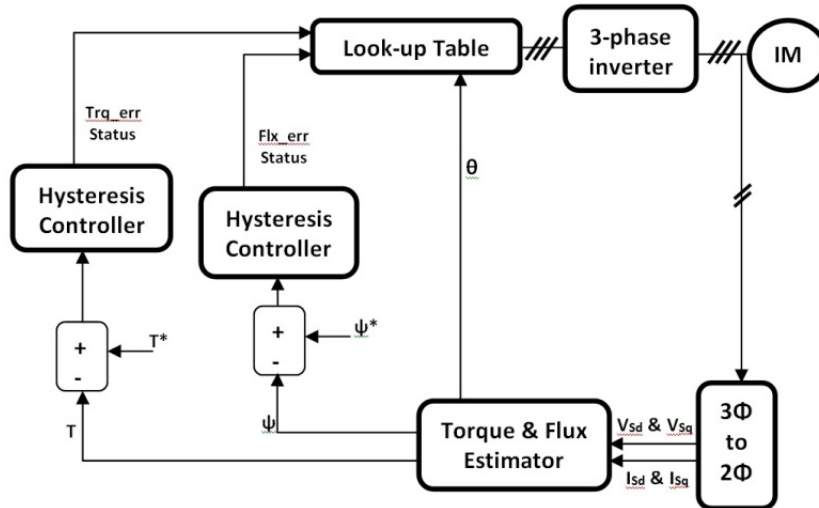 Look-up Table
3-phase
inverter
IM
Trq_err
Status
Flx_err
Status
θ
Hysteresis
Controller
Hysteresis
Controller
+
-
T*
+
-
ψ*
T
ψ
Torque & Flux
Estimator
VSd & VSq
ISd & ISq
3Φ
to
2Φ